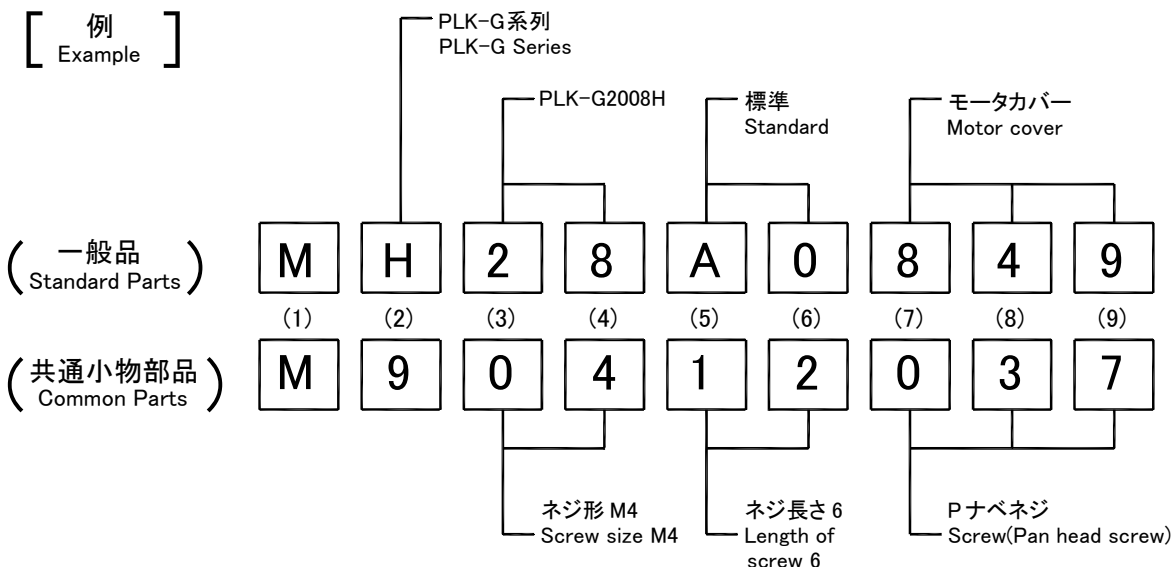 例
Example
PLK-G系列
PLK-G Series
PLK-G2008H
標準
Standard
モータカバー
Motor cover
一般品
Standard Parts
M H 2 8 A 0 8 4 9
(1) (2) (3) (4) (5) (6) (7) (8) (9)
共通小物部品
Common Parts
M 9 0 4 1 2 0 3 7
ネジ形 M4
Screw size M4
ネジ長さ 6
Length of
screw 6
Pナベネジ
Screw(Pan head screw)